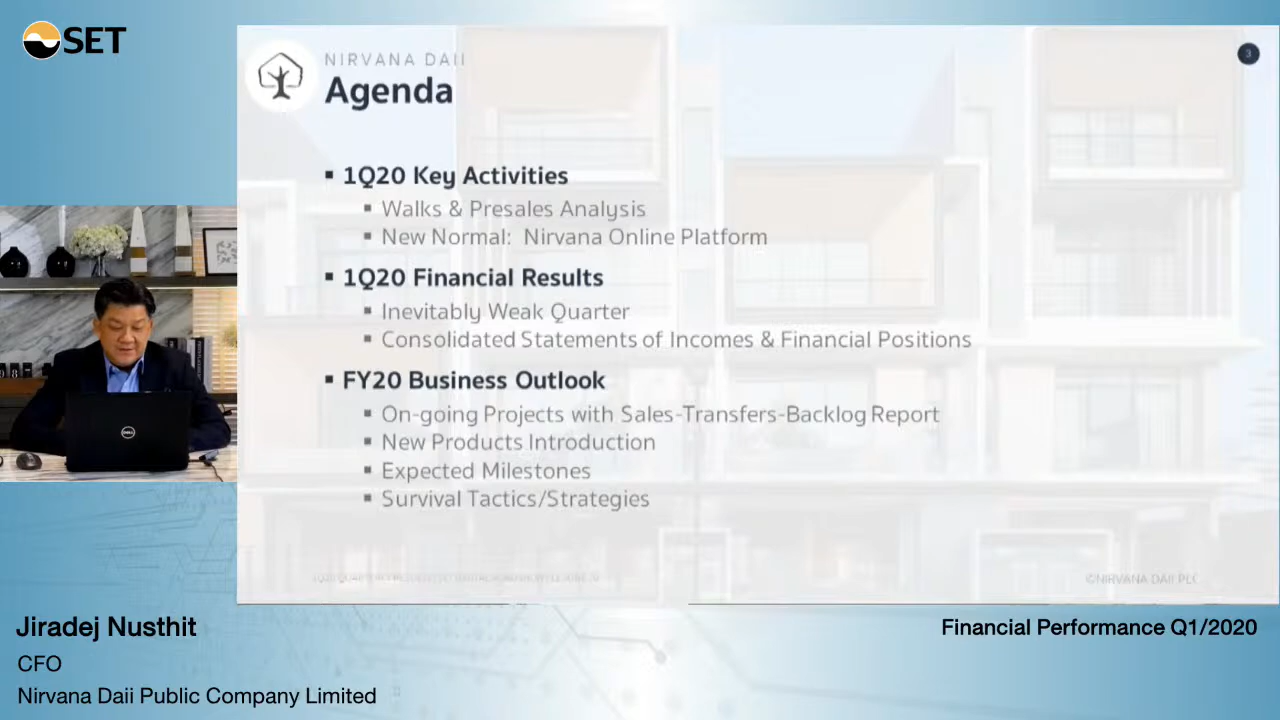 SET
NIRVANA DAII
Agenda
3
▪ 1Q20 Key Activities
▪ Walks & Presales Analysis
▪ New Normal: Nirvana Online Platform
▪ 1Q20 Financial Results
▪ Inevitably Weak Quarter
▪ Consolidated Statements of Incomes & Financial Positions
▪ FY20 Business Outlook
▪ On-going Projects with Sales-Transfers-Backlog Report
▪ New Products Introduction
▪ Expected Milestones
▪ Survival Tactics/Strategies
©NIRVANA DAII PLC
DELL
Jiradej Nusthit
CFO
Nirvana Daii Public Company Limited
Financial Performance Q1/2020